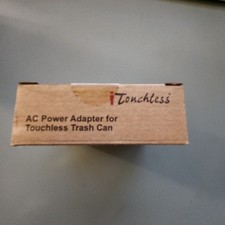 iTouchless
AC Power Adapter for
Touchless Trash Can